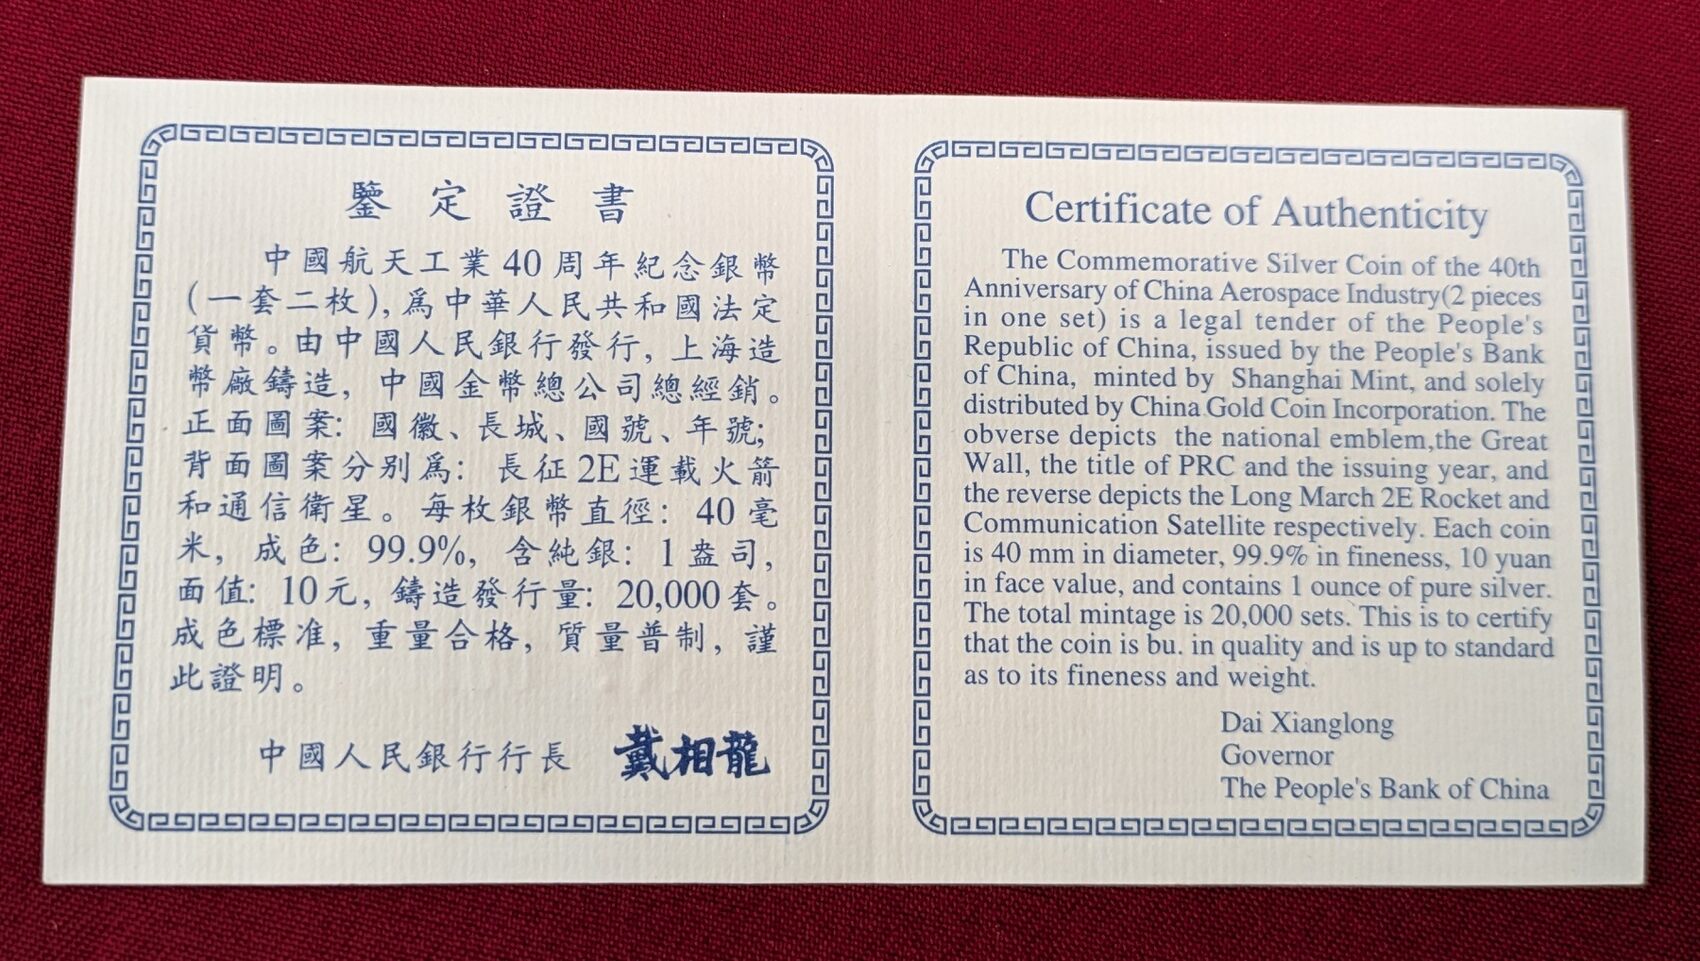 鑒定證書
中國航天工業40周年紀念銀幣
(一套二枚),爲中華人民共和國法定
貨幣。由中國人民銀行發行,上海造
幣廠鑄造,中國金幣總公司總經銷。
正面圖案:國徽、長城、國號、年號;
背面圖案分別爲:長征2E運載火箭
和通信衛星。每枚銀幣直徑:40毫
米,成色:99.9%,含純銀:1盎司,
面值:10元,鑄造發行量:20,000套。
成色標准,重量合格,質量普制,謹
此證明。
中國人民銀行行長 戴相龍
Certificate of Authenticity
The Commemorative Silver Coin of the 40th
Anniversary of China Aerospace Industry(2 pieces
in one set) is a legal tender of the People's
Republic of China, issued by the People's Bank
of China, minted by Shanghai Mint, and solely
distributed by China Gold Coin Incorporation. The
obverse depicts the national emblem,the Great
Wall, the title of PRC and the issuing year, and
the reverse depicts the Long March 2E Rocket and
Communication Satellite respectively. Each coin
is 40 mm in diameter, 99.9% in fineness, 10 yuan
in face value, and contains 1 ounce of pure silver.
The total mintage is 20,000 sets. This is to certify
that the coin is bu. in quality and is up to standard
as to its fineness and weight.
Dai Xianglong
Governor
The People's Bank of China